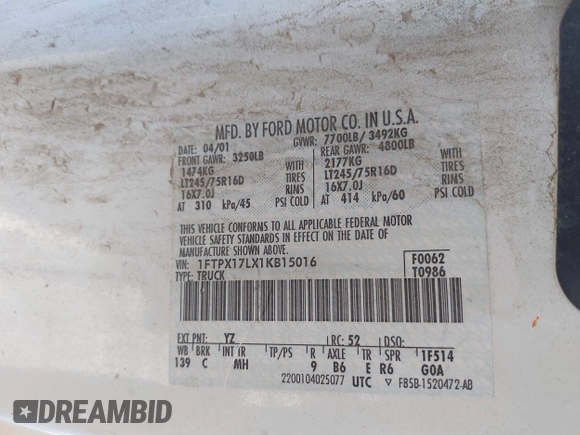 MFD. BY FORD MOTOR CO. IN U.S.A.
DATE: 04/01 GVWR: 7700LB/ 3492KG
FRONT GAWR: 3250LB REAR GAWR: 4800LB
1474KG WITH 2177KG WITH
LT245/75R16D TIRES LT245/75R16D TIRES
16X7.0J RIMS 16X7.0J RIMS
AT 310 kPa/45 PSI COLD AT 414 kPa/60 PSI COLD
THIS VEHICLE CONFORMS TO ALL APPLICABLE FEDERAL MOTOR
VEHICLE SAFETY STANDARDS IN EFFECT ON THE DATE OF
MANUFACTURE SHOWN ABOVE.
VIN: 1FTPX17LX1KB15016 F0062
TYPE: TRUCK T0986
EXT PNT: YZ RC: 52 DSO:
WB BRK INT TR TP/PS R AXLE TR SPR 1F514
139 C MH 9 B6 E R6 GOA
2200104025077 UTC ▽ F85B-1520472-AB
DREAMBID
DREAMBID